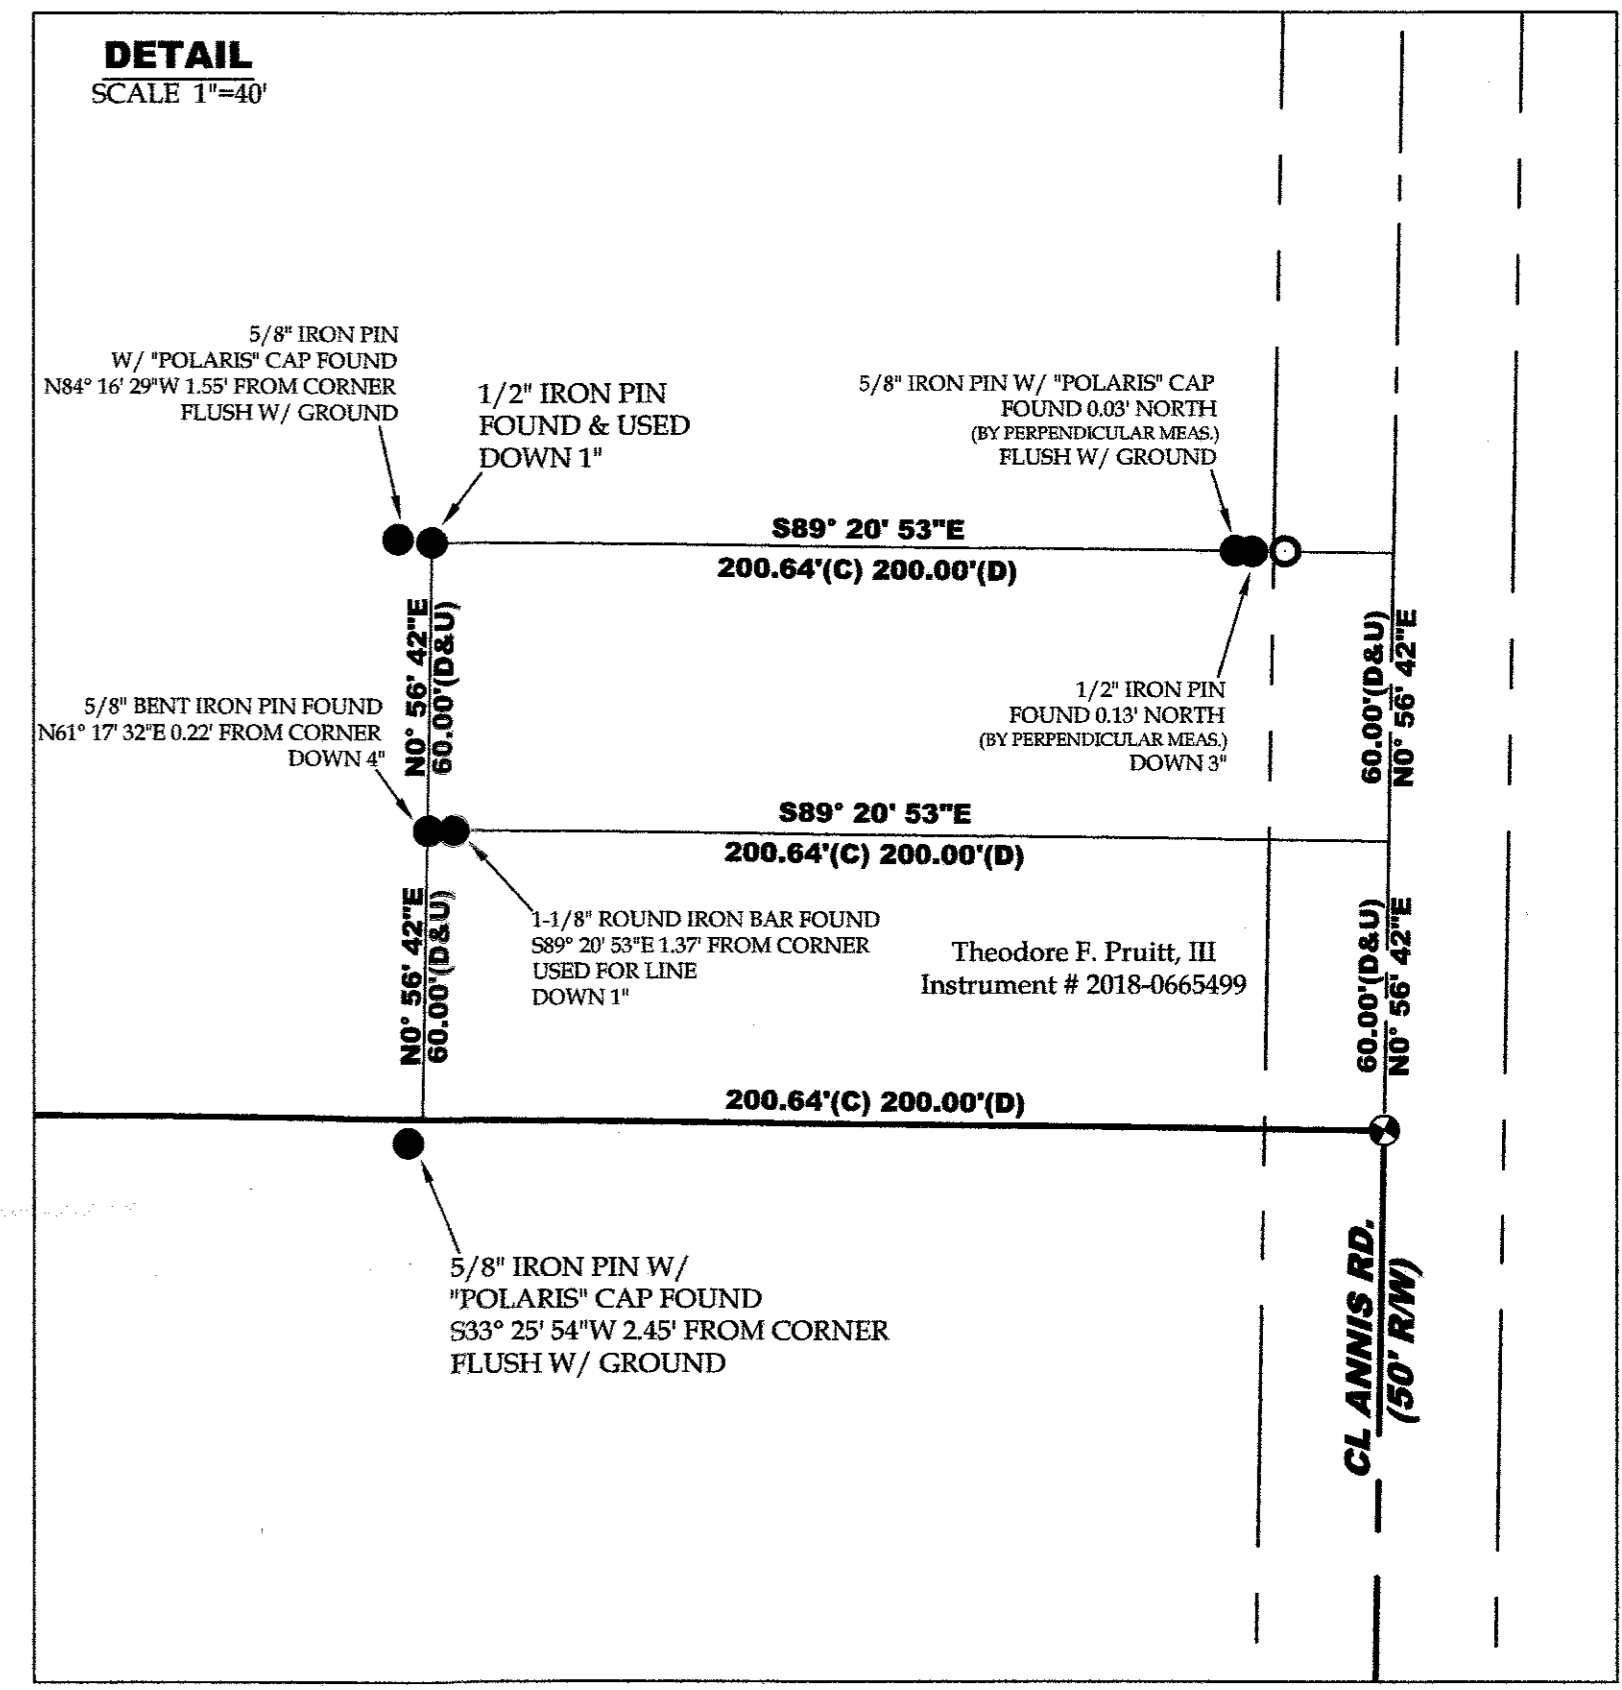 DETAIL
SCALE 1"=40'
5/8" IRON PIN
W/ "POLARIS" CAP FOUND
N84° 16' 29"W 1.55' FROM CORNER
FLUSH W/ GROUND
1/2" IRON PIN
FOUND & USED
DOWN 1"
5/8" IRON PIN W/ "POLARIS" CAP
FOUND 0.03' NORTH
(BY PERPENDICULAR MEAS.)
FLUSH W/ GROUND
S89° 20' 53"E
200.64'(C) 200.00'(D)
N0° 56' 42"E
60.00'(D&U)
60.00'(D&U)
N0° 56' 42"E
5/8" BENT IRON PIN FOUND
N61° 17' 32"E 0.22' FROM CORNER
DOWN 4"
1/2" IRON PIN
FOUND 0.13' NORTH
(BY PERPENDICULAR MEAS.)
DOWN 3"
S89° 20' 53"E
200.64'(C) 200.00'(D)
N0° 56' 42"E
60.00'(D&U)
1-1/8" ROUND IRON BAR FOUND
S89° 20' 53"E 1.37' FROM CORNER
USED FOR LINE
DOWN 1"
Theodore F. Pruitt, III
Instrument # 2018-0665499
60.00'(D&U)
N0° 56' 42"E
200.64'(C) 200.00'(D)
5/8" IRON PIN W/
"POLARIS" CAP FOUND
S33° 25' 54"W 2.45' FROM CORNER
FLUSH W/ GROUND
CL ANNIS RD.
(50' R/W)